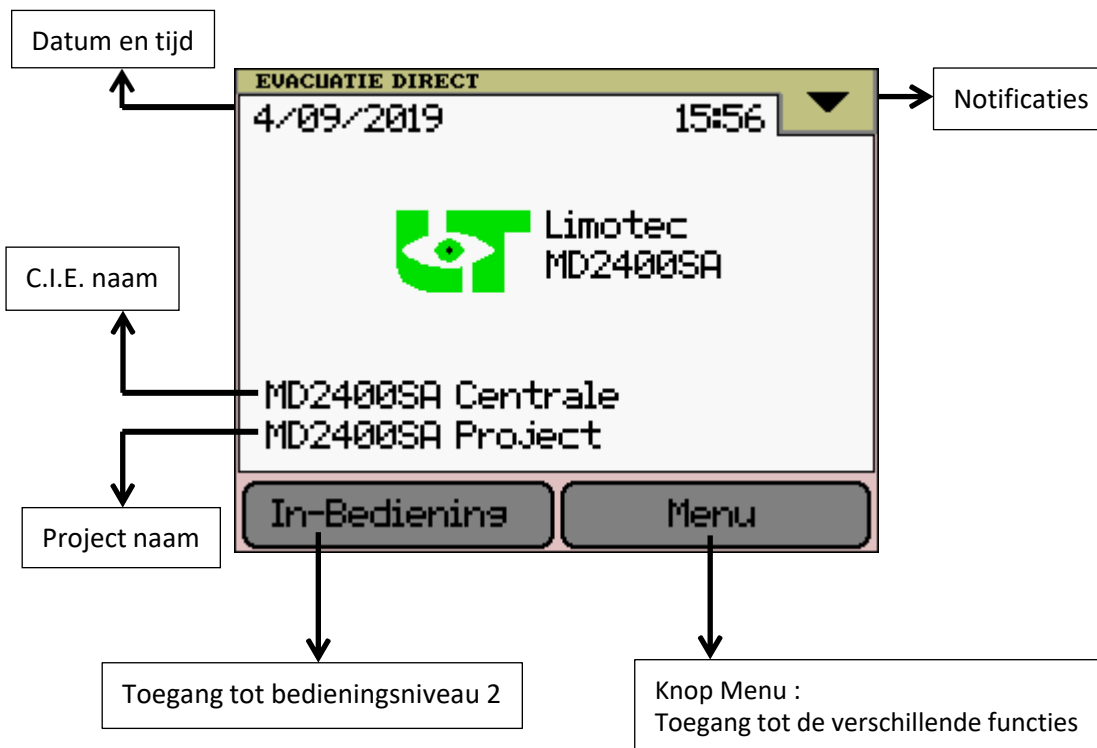 Datum en tijd
EVACUATIE DIRECT
4/09/2019 15:56
Notificaties
Limotec
MD2400SA
C.I.E. naam
MD2400SA Centrale
MD2400SA Project
In-Bediening Menu
Project naam
Toegang tot bedieningsniveau 2
Knop Menu :
Toegang tot de verschillende functies